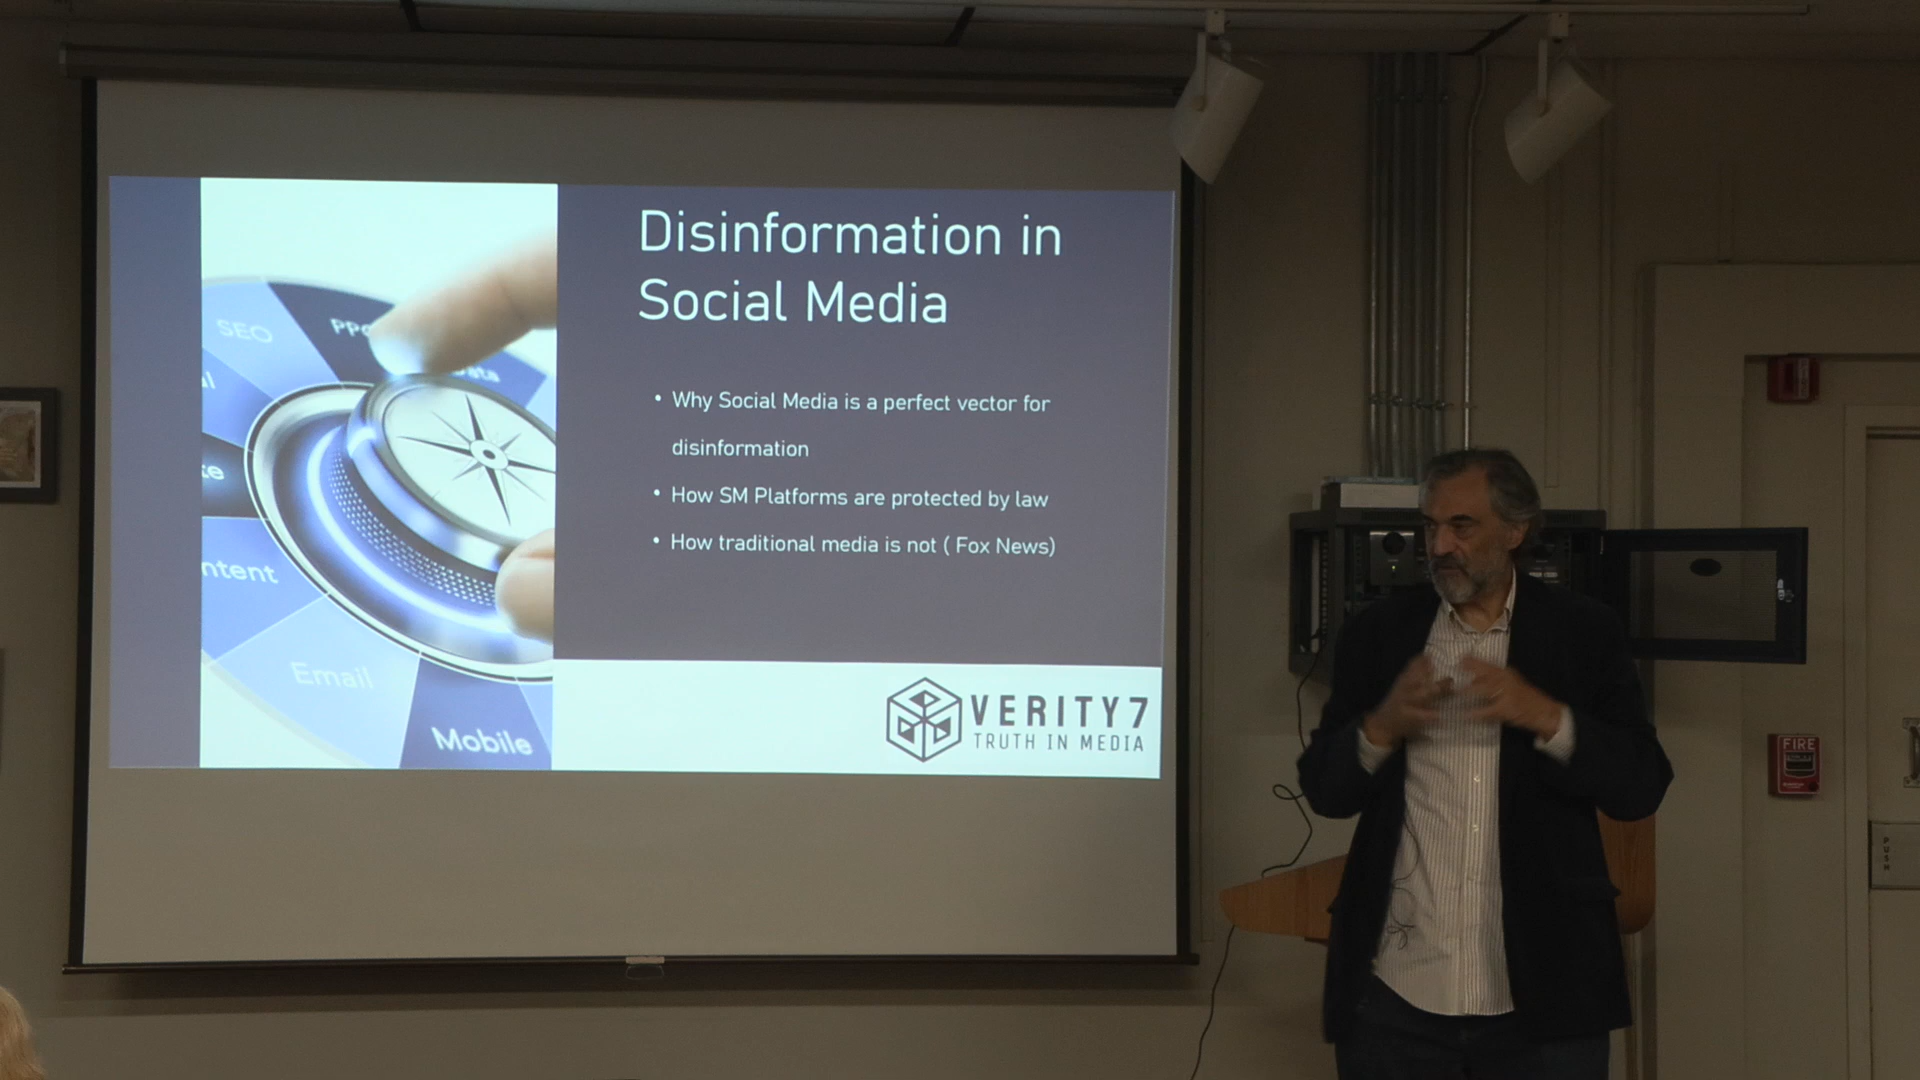 Disinformation in
Social Media
• Why Social Media is a perfect vector for
disinformation
• How SM Platforms are protected by law
• How traditional media is not ( Fox News)
VERITY7
TRUTH IN MEDIA
SEO
PPC
ntent
Email
Mobile
FIRE
PUSH